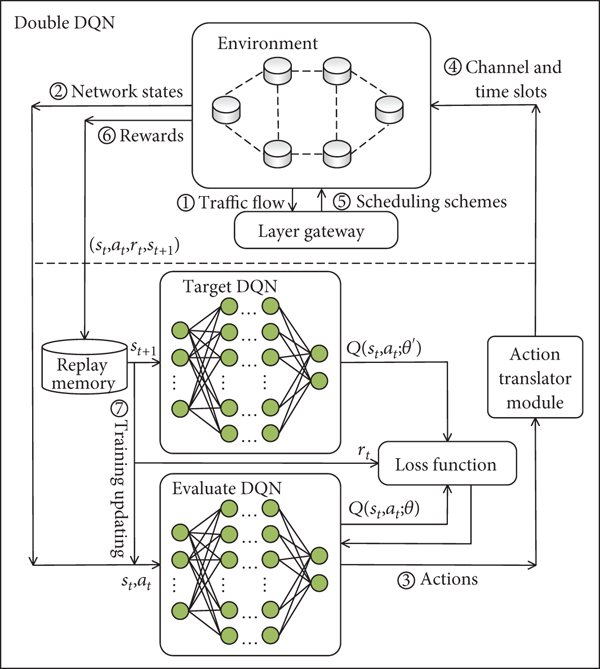 Double DQN
Environment
② Network states
④ Channel and
time slots
⑥ Rewards
① Traffic flow
⑤ Scheduling schemes
Layer gateway
(s_t,a_t,r_t,s_{t+1})
Target DQN
s_{t+1}
Q(s_t,a_t;θ′)
Replay
memory
Action
translator
module
⑦ Training updating
r_t
Loss function
Evaluate DQN
Q(s_t,a_t;θ)
s_t,a_t
③ Actions